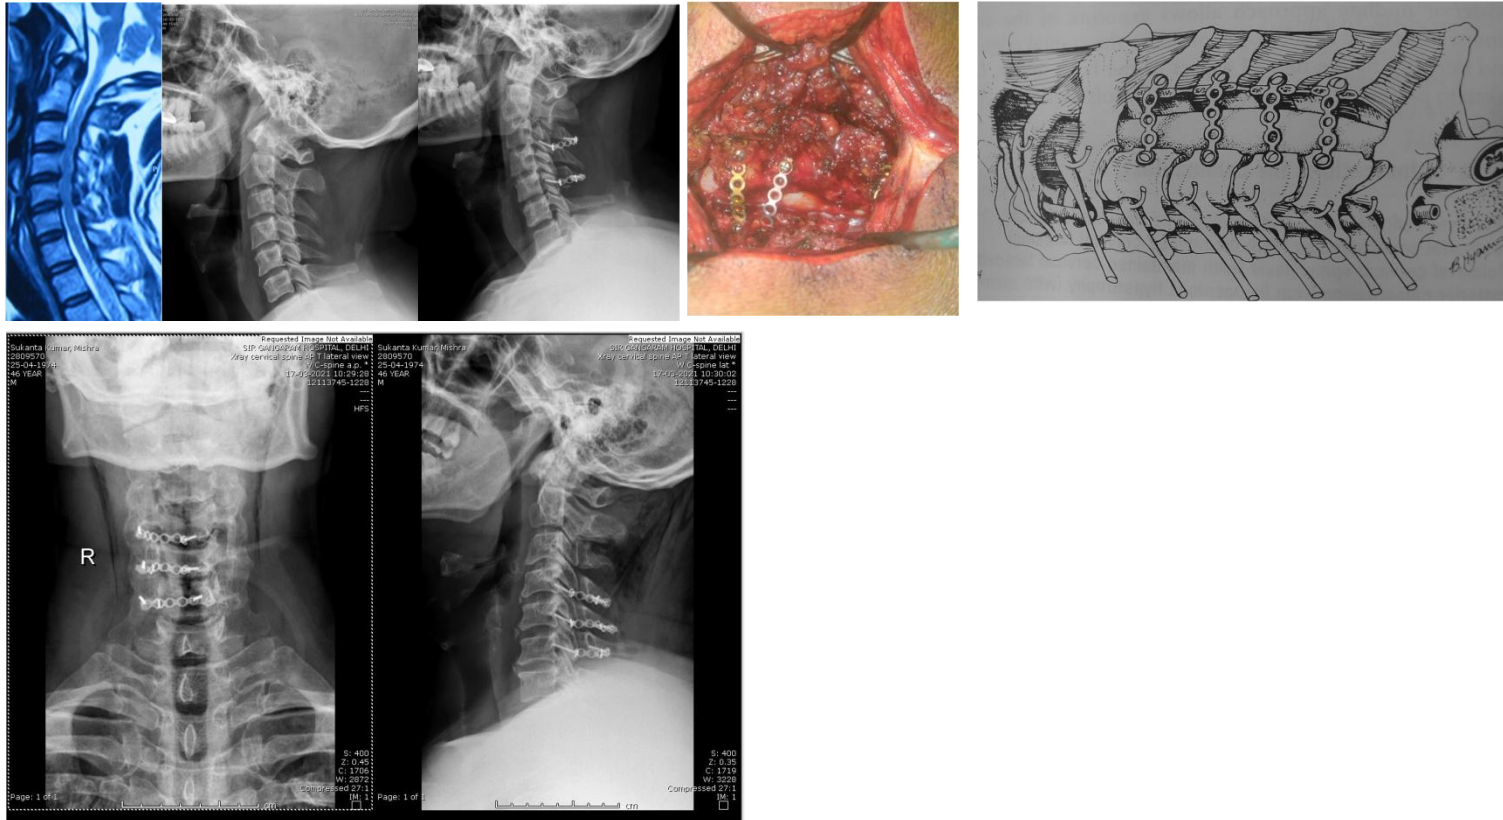 Requested Image Not Available
Sukanta Kumar, Mishra
2809570
25-04-1974
46 YEAR
M
SIR GANGARAM HOSPITAL, DELHI
Xray cervical spine AP T lateral view
W C-spine a.p. *
17-03-2021 10:29:28
12113745-1228
---
---
HFS
R
S: 400
Z: 0.45
C: 1706
W: 2872
Compressed 27:1
IM: 1
Page: 1 of 1
cm
Requested Image Not Available
Sukanta Kumar, Mishra
2809570
25-04-1974
46 YEAR
M
SIR GANGARAM HOSPITAL, DELHI
Xray cervical spine AP T lateral view
W C-spine lat *
17-03-2021 10:30:02
12113745-1228
---
---
S: 400
Z: 0.35
C: 1719
W: 3228
Compressed 27:1
IM: 1
Page: 1 of 1
cm